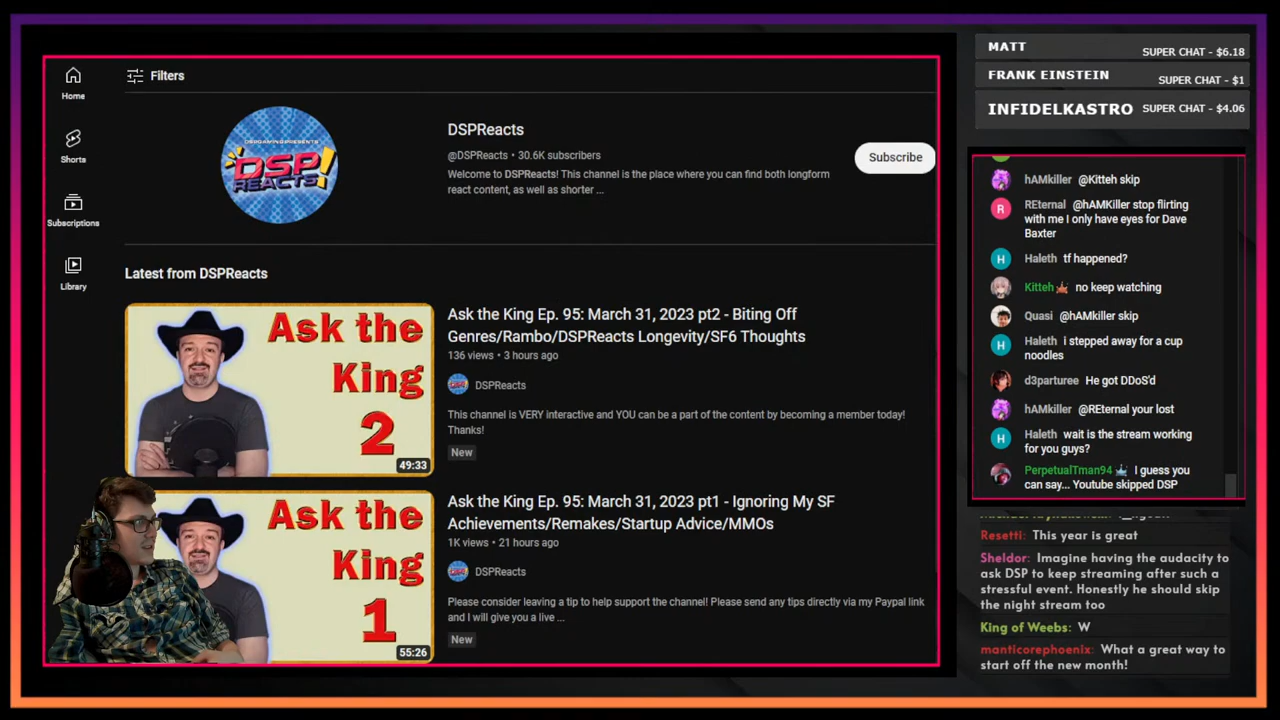 Home
Shorts
Subscriptions
Library
Filters
DSPGAMING PRESENTS
DSP
REACTS!
DSPReacts
@DSPReacts • 30.6K subscribers
Welcome to DSPReacts! This channel is the place where you can find both longform
react content, as well as shorter ...
Subscribe
Latest from DSPReacts
Ask the
King
2
49:33
Ask the King Ep. 95: March 31, 2023 pt2 - Biting Off
Genres/Rambo/DSPReacts Longevity/SF6 Thoughts
136 views • 3 hours ago
DSPReacts
This channel is VERY interactive and YOU can be a part of the content by becoming a member today!
Thanks!
New
Ask the
King
1
55:26
Ask the King Ep. 95: March 31, 2023 pt1 - Ignoring My SF
Achievements/Remakes/Startup Advice/MMOs
1K views • 21 hours ago
DSPReacts
Please consider leaving a tip to help support the channel! Please send any tips directly via my Paypal link
and I will give you a live ...
New
MATT SUPER CHAT - $6.18
FRANK EINSTEIN SUPER CHAT - $1
INFIDELKASTRO SUPER CHAT - $4.06
hAMkiller @Kitteh skip
R REternal @hAMKiller stop flirting
with me I only have eyes for Dave
Baxter
H Haleth tf happened?
Kitteh no keep watching
Quasi @hAMkiller skip
H Haleth i stepped away for a cup
noodles
d3parturee He got DDoS'd
hAMkiller @REternal your lost
H Haleth wait is the stream working
for you guys?
PerpetualTman94 I guess you
can say... Youtube skipped DSP
Resetti: This year is great
Sheldor: Imagine having the audacity to
ask DSP to keep streaming after such a
stressful event. Honestly he should skip
the night stream too
King of Weebs: W
manticorephoenix: What a great way to
start off the new month!